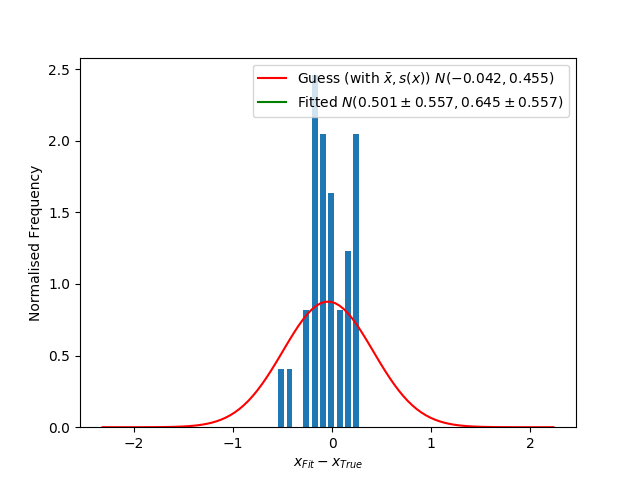 Guess (with x̄, s(x)) N(−0.042, 0.455)
Fitted N(0.501 ± 0.557, 0.645 ± 0.557)
2.5
2.0
1.5
1.0
0.5
0.0
Normalised Frequency
−2 −1 0 1 2
x_Fit − x_True